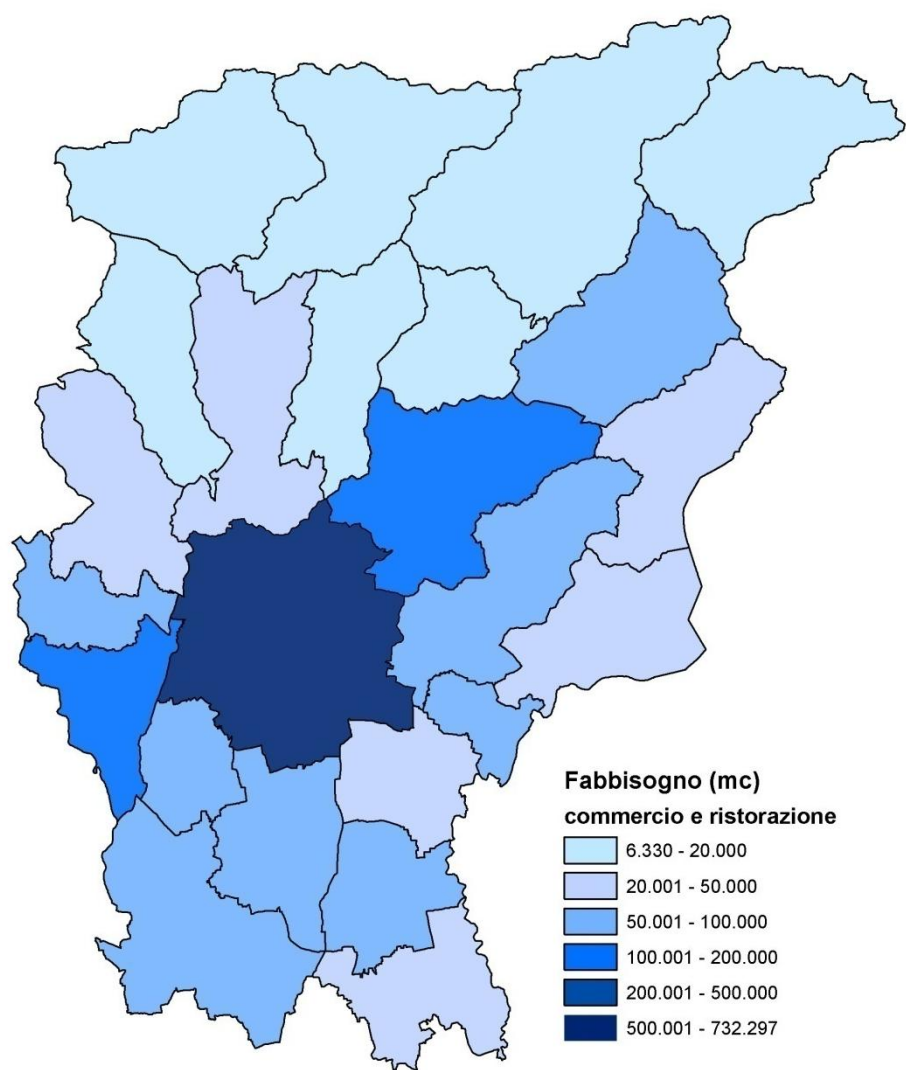 Fabbisogno (mc)
commercio e ristorazione
6.330 - 20.000
20.001 - 50.000
50.001 - 100.000
100.001 - 200.000
200.001 - 500.000
500.001 - 732.297